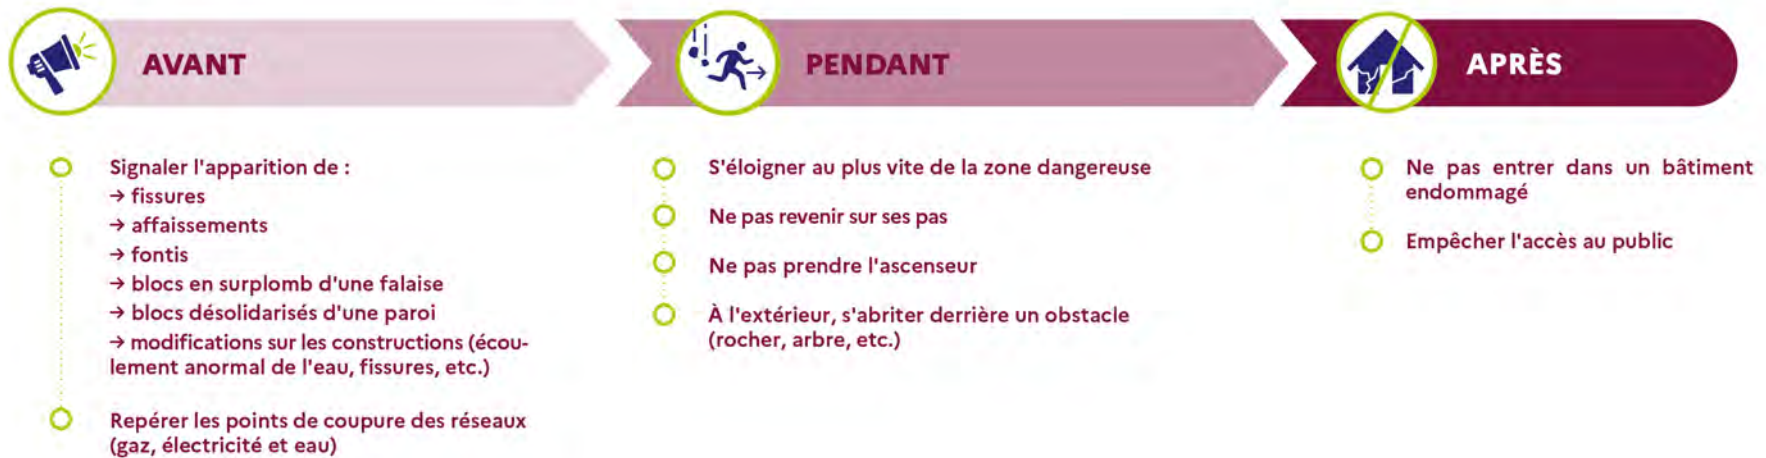 AVANT
Signaler l'apparition de :
→ fissures
→ affaissements
→ fontis
→ blocs en surplomb d'une falaise
→ blocs désolidarisés d'une paroi
→ modifications sur les constructions (écou-
lement anormal de l'eau, fissures, etc.)
Repérer les points de coupure des réseaux
(gaz, électricité et eau)
PENDANT
S'éloigner au plus vite de la zone dangereuse
Ne pas revenir sur ses pas
Ne pas prendre l'ascenseur
À l'extérieur, s'abriter derrière un obstacle
(rocher, arbre, etc.)
APRÈS
Ne pas entrer dans un bâtiment
endommagé
Empêcher l'accès au public